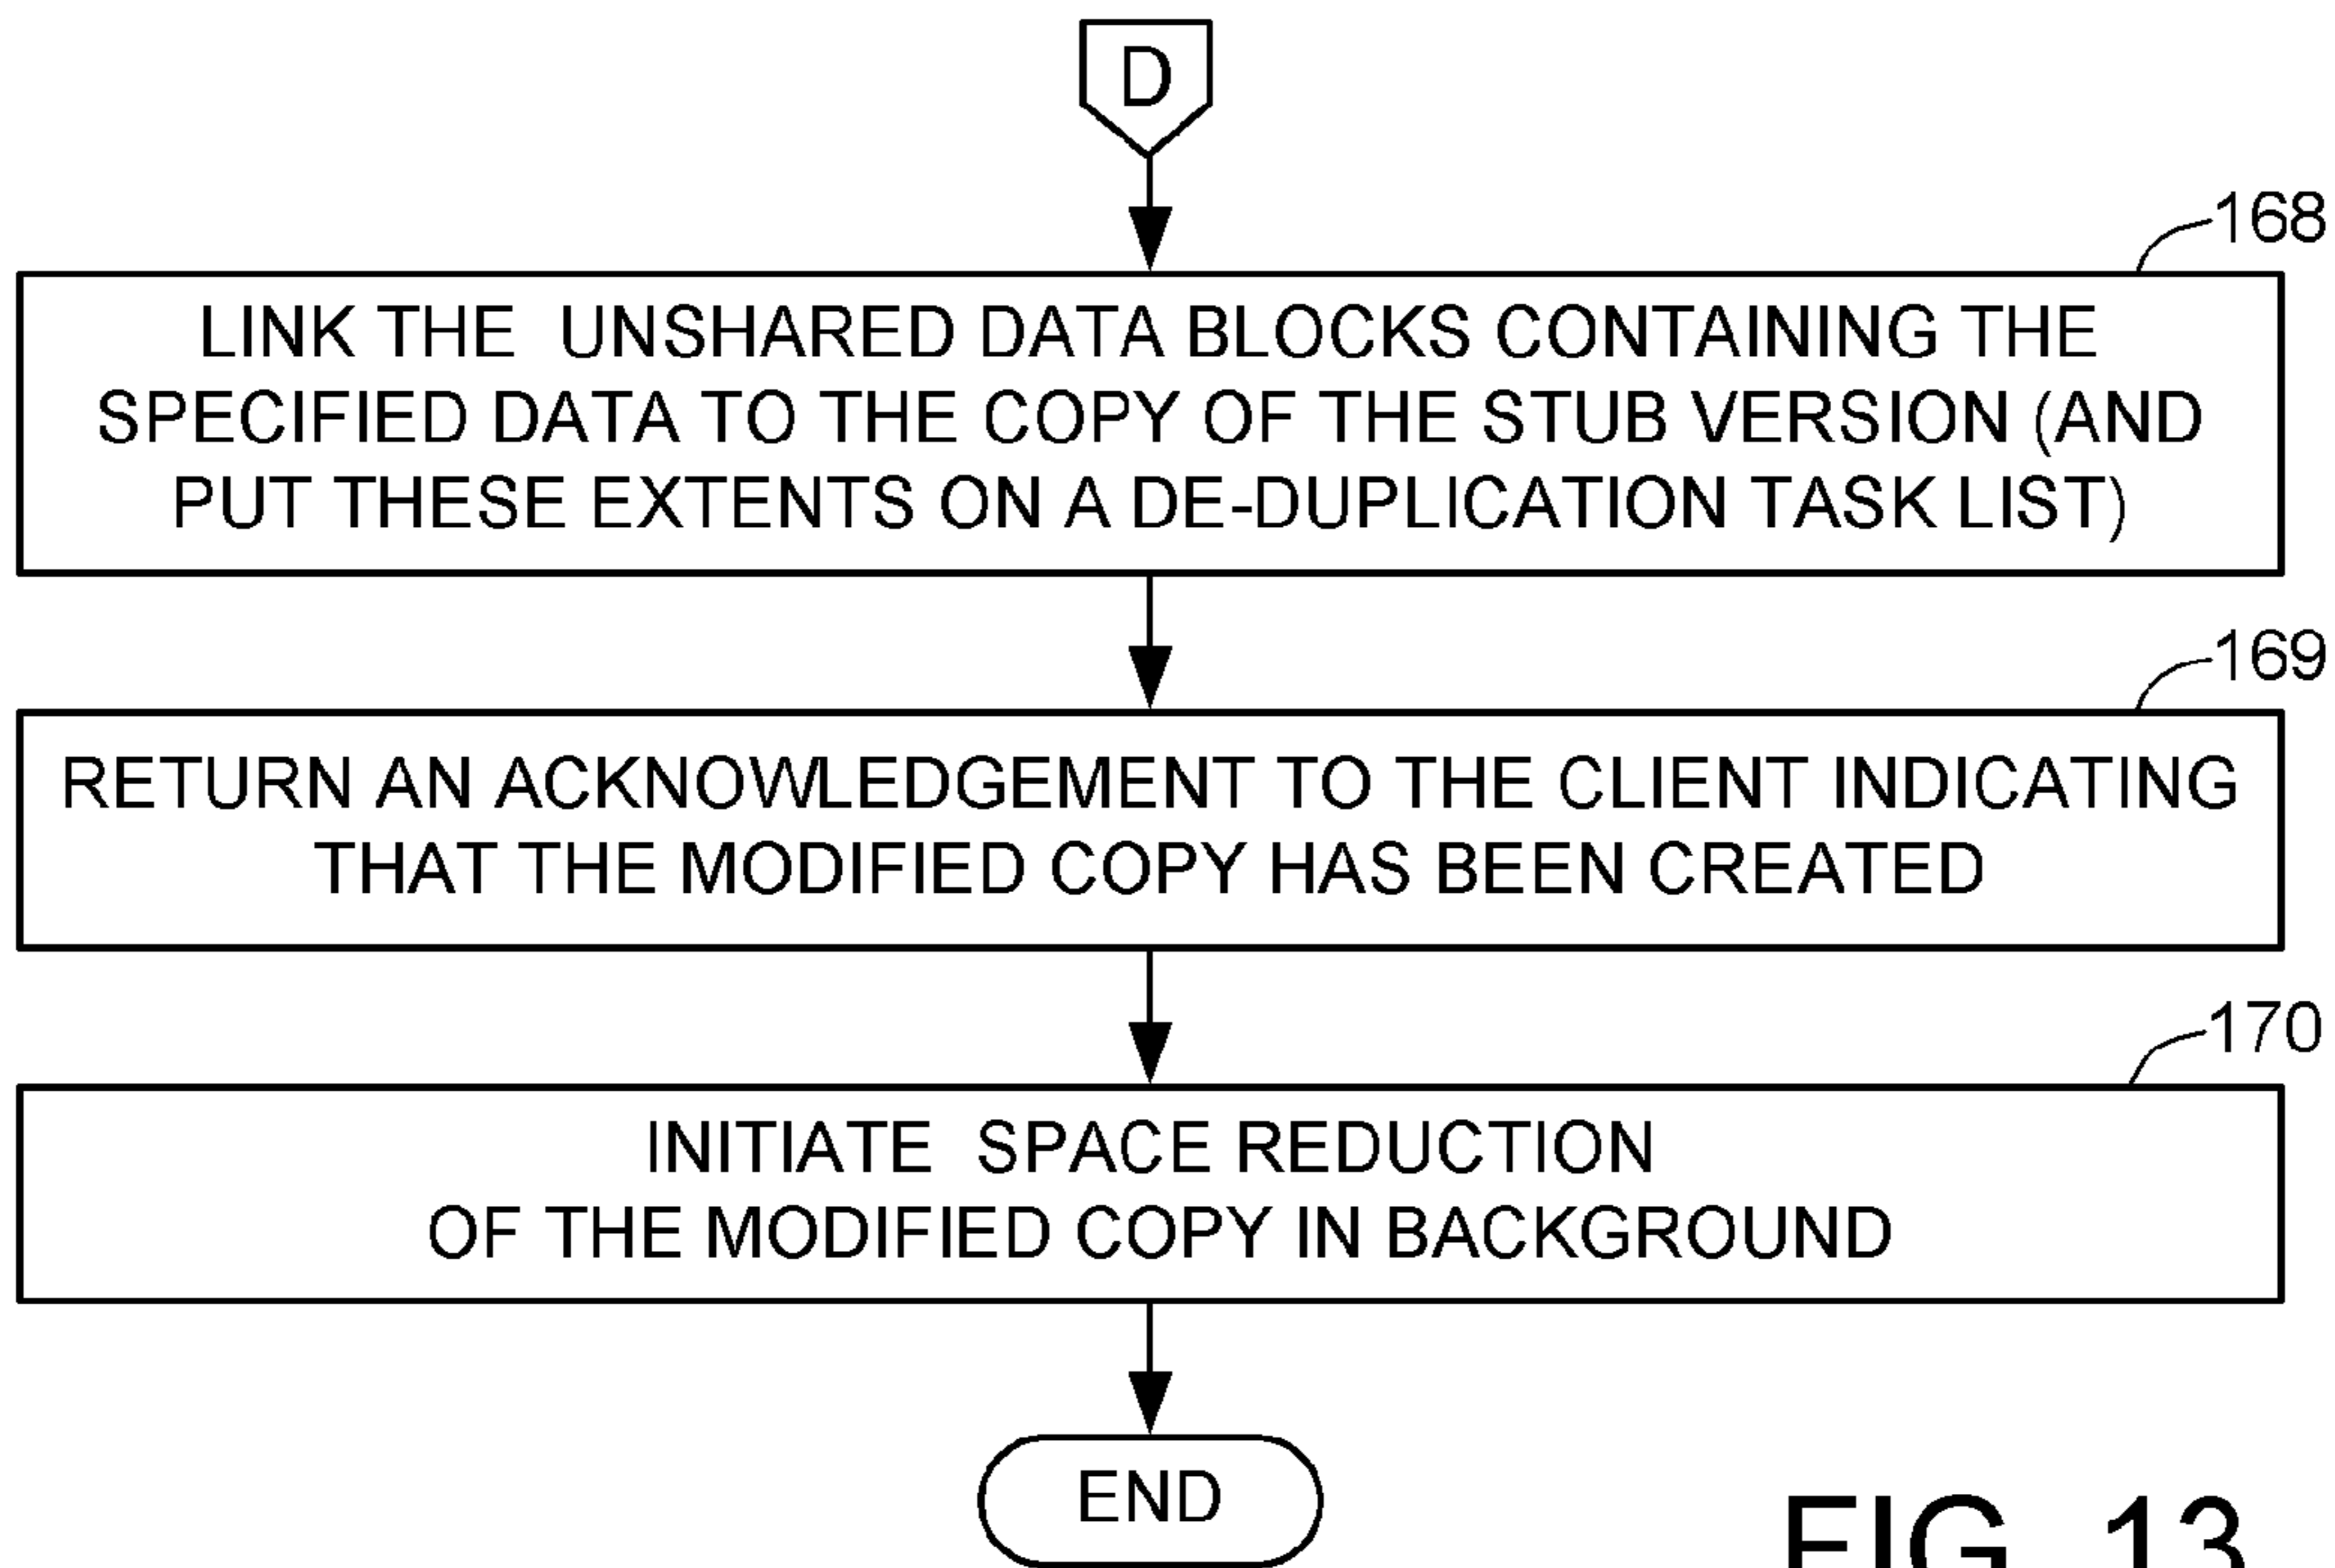 D
168
LINK THE UNSHARED DATA BLOCKS CONTAINING THE
SPECIFIED DATA TO THE COPY OF THE STUB VERSION (AND
PUT THESE EXTENTS ON A DE-DUPLICATION TASK LIST)
169
RETURN AN ACKNOWLEDGEMENT TO THE CLIENT INDICATING
THAT THE MODIFIED COPY HAS BEEN CREATED
170
INITIATE SPACE REDUCTION
OF THE MODIFIED COPY IN BACKGROUND
END
FIG. 13